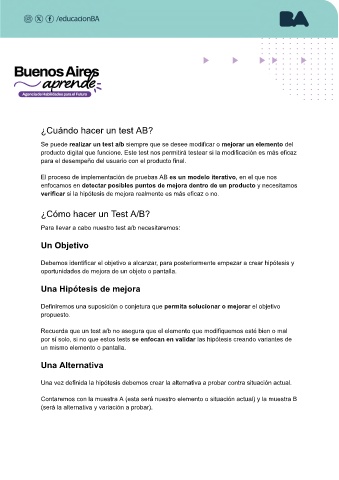 /educacionBA
BA
Buenos Aires
aprende
Agencia de Habilidades para el Futuro
¿Cuándo hacer un test AB?
Se puede realizar un test a/b siempre que se desee modificar o mejorar un elemento del
producto digital que funcione. Este test nos permitirá testear si la modificación es más eficaz
para el desempeño del usuario con el producto final.
El proceso de implementación de pruebas AB es un modelo iterativo, en el que nos
enfocamos en detectar posibles puntos de mejora dentro de un producto y necesitamos
verificar si la hipótesis de mejora realmente es más eficaz o no.
¿Cómo hacer un Test A/B?
Para llevar a cabo nuestro test a/b necesitaremos:
Un Objetivo
Debemos identificar el objetivo a alcanzar, para posteriormente empezar a crear hipótesis y
oportunidades de mejora de un objeto o pantalla.
Una Hipótesis de mejora
Definiremos una suposición o conjetura que permita solucionar o mejorar el objetivo
propuesto.
Recuerda que un test a/b no asegura que el elemento que modifiquemos esté bien o mal
por si solo, si no que estos tests se enfocan en validar las hipótesis creando variantes de
un mismo elemento o pantalla.
Una Alternativa
Una vez definida la hipótesis debemos crear la alternativa a probar contra situación actual.
Contaremos con la muestra A (esta será nuestro elemento o situación actual) y la muestra B
(será la alternativa y variación a probar).